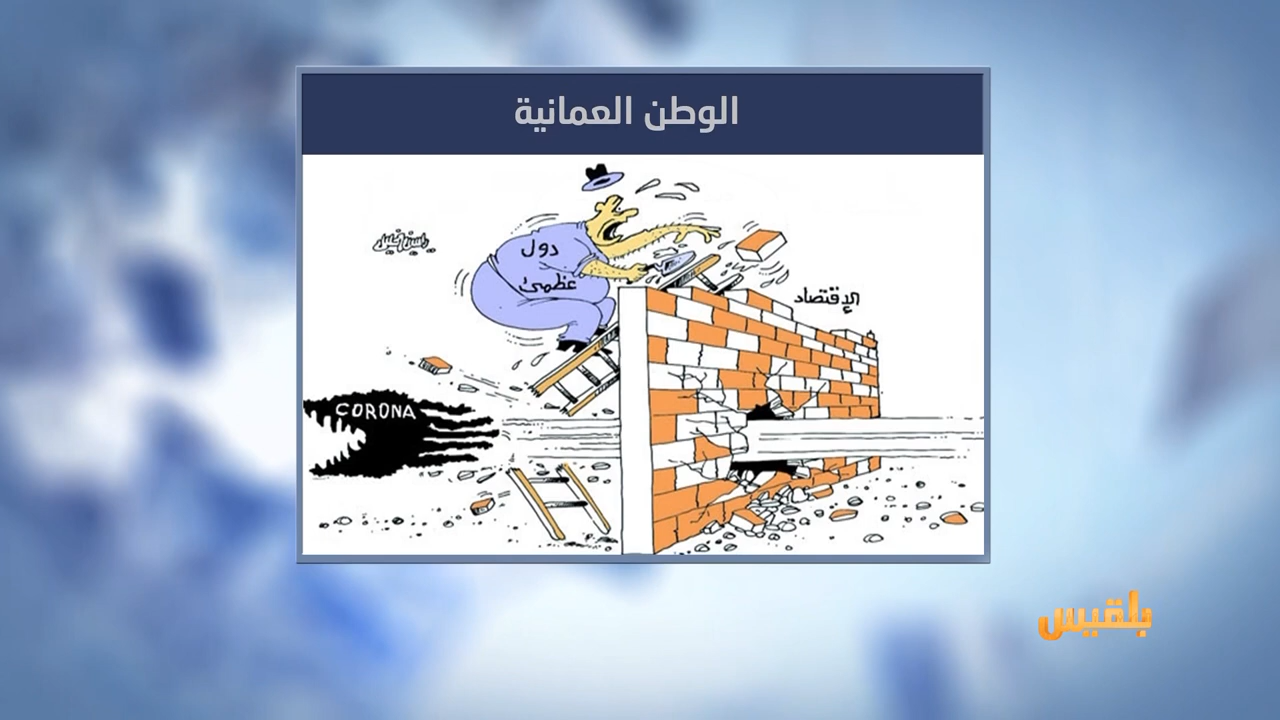 الوطن العمانية
دول
عظمى
الإقتصاد
CORONA
بلقيس